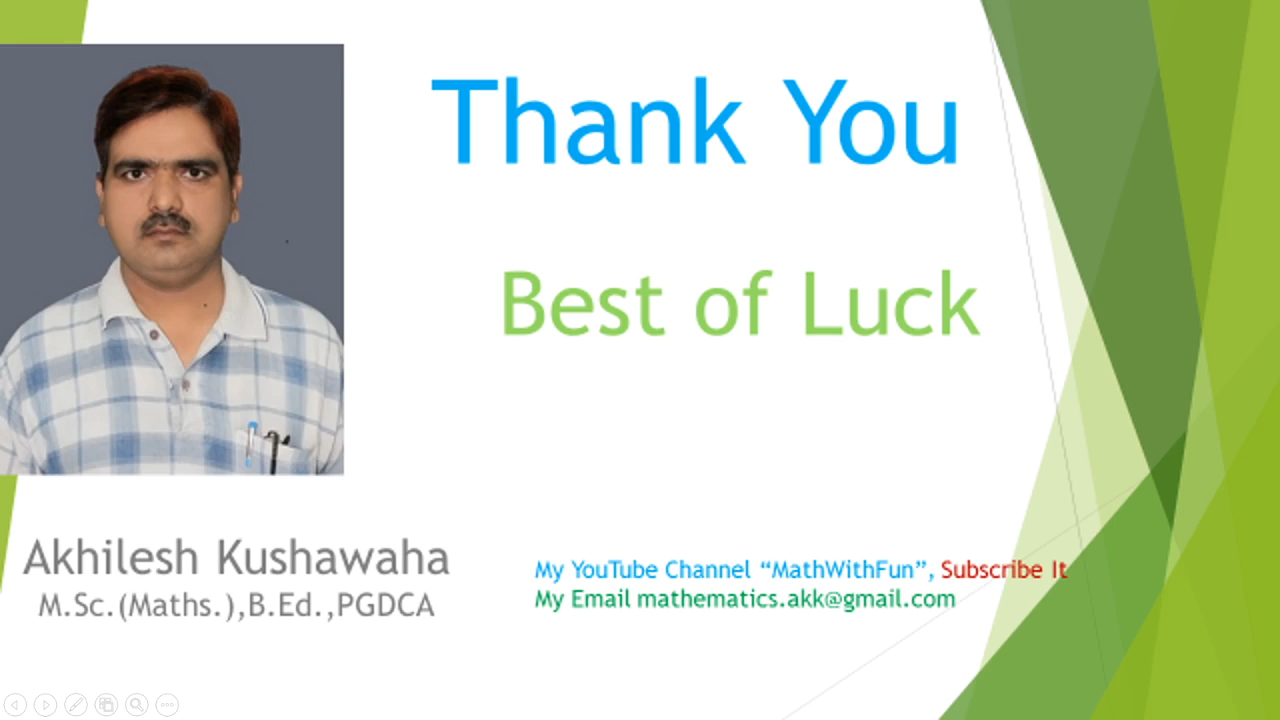 Thank You
Best of Luck
Akhilesh Kushawaha
M.Sc.(Maths.),B.Ed.,PGDCA
My YouTube Channel “MathWithFun”, Subscribe It
My Email mathematics.akk@gmail.com